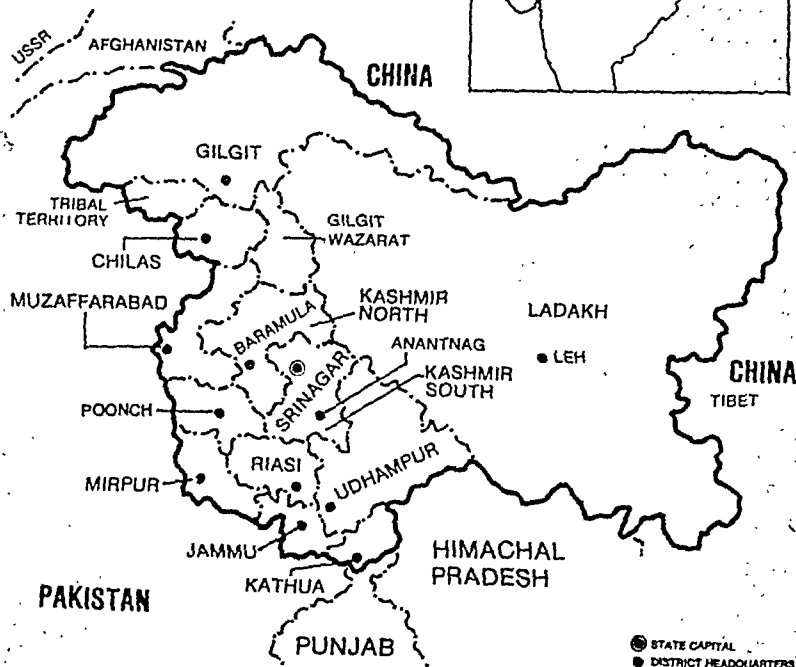 USSR
AFGHANISTAN
CHINA
GILGIT
TRIBAL
TERRITORY
GILGIT
WAZARAT
CHILAS
MUZAFFARABAD
KASHMIR
NORTH
BARAMULA
LADAKH
ANANTNAG
LEH
KASHMIR
SOUTH
SRINAGAR
CHINA
TIBET
POONCH
RIASI
UDHAMPUR
MIRPUR
JAMMU
HIMACHAL
PRADESH
KATHUA
PAKISTAN
PUNJAB
STATE CAPITAL
DISTRICT HEADQUARTERS